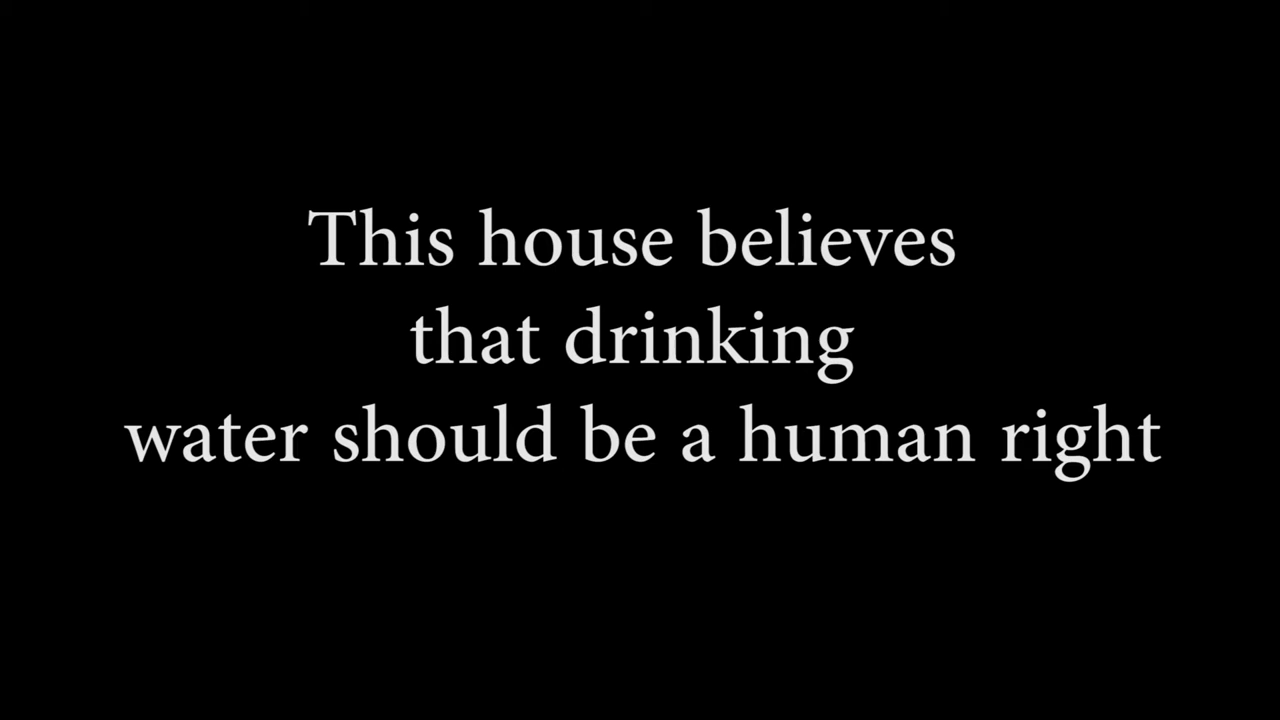 This house believes
that drinking
water should be a human right